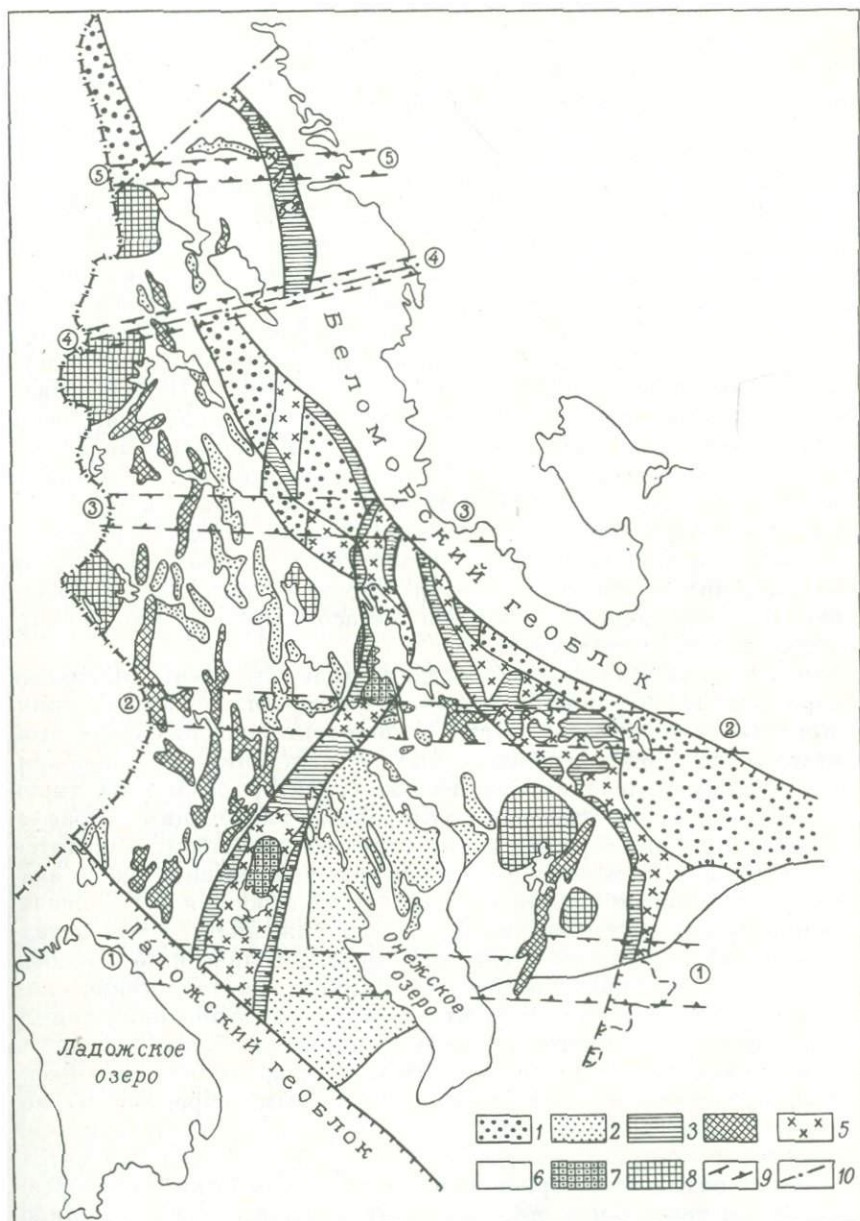 ⑤ ⑤
④
④
Беломорский геоблок
③ ③
② ②
① ①
Онежское
озеро
Ладожский геоблок
Ладожское
озеро
1 2 3 5
6 7 8 9 10